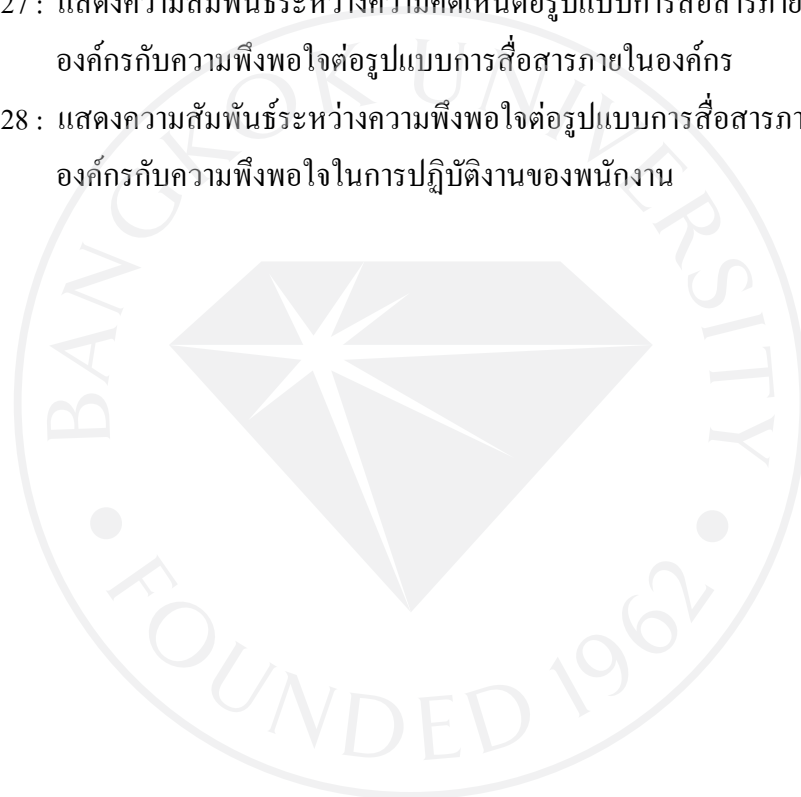 27 : แสดงความสัมพันธ์ระหว่างความคิดเห็นต่อรูปแบบการสื่อสารภาย
องค์กรกับความพึงพอใจต่อรูปแบบการสื่อสารภายในองค์กร
28 : แสดงความสัมพันธ์ระหว่างความพึงพอใจต่อรูปแบบการสื่อสารภา
องค์กรกับความพึงพอใจในการปฏิบัติงานของพนักงาน
BANGKOK UNIVERSITY
• FOUNDED 1962 •